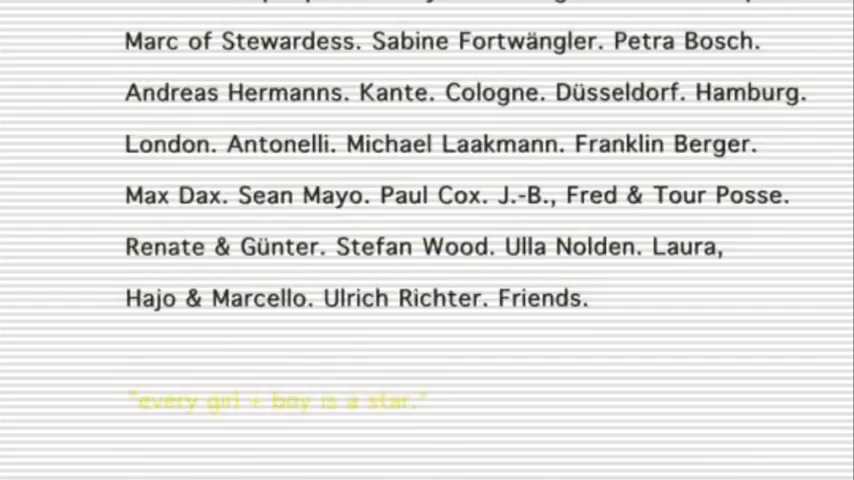 Marc of Stewardess. Sabine Fortwängler. Petra Bosch.
Andreas Hermanns. Kante. Cologne. Düsseldorf. Hamburg.
London. Antonelli. Michael Laakmann. Franklin Berger.
Max Dax. Sean Mayo. Paul Cox. J.-B., Fred & Tour Posse.
Renate & Günter. Stefan Wood. Ulla Nolden. Laura,
Hajo & Marcello. Ulrich Richter. Friends.
"every girl + boy is a star."